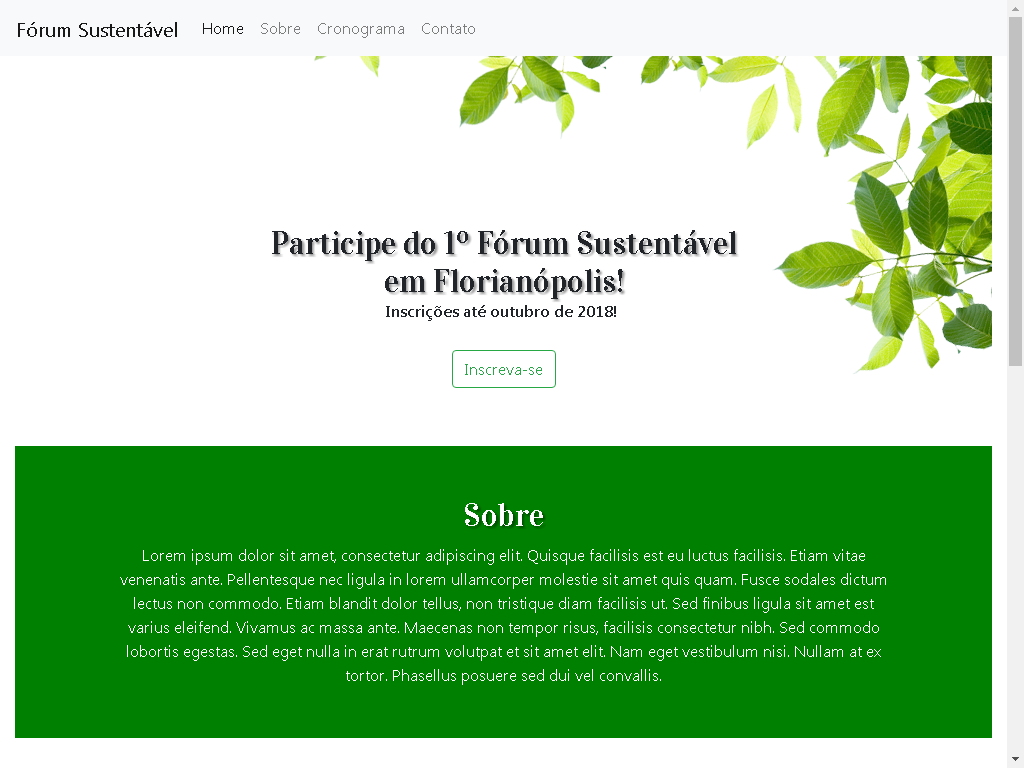 Fórum Sustentável Home Sobre Cronograma Contato
Participe do 1º Fórum Sustentável
em Florianópolis!
Inscrições até outubro de 2018!
Inscreva-se
Sobre
Lorem ipsum dolor sit amet, consectetur adipiscing elit. Quisque facilisis est eu luctus facilisis. Etiam vitae
venenatis ante. Pellentesque nec ligula in lorem ullamcorper molestie sit amet quis quam. Fusce sodales dictum
lectus non commodo. Etiam blandit dolor tellus, non tristique diam facilisis ut. Sed finibus ligula sit amet est
varius eleifend. Vivamus ac massa ante. Maecenas non tempor risus, facilisis consectetur nibh. Sed commodo
lobortis egestas. Sed eget nulla in erat rutrum volutpat et sit amet elit. Nam eget vestibulum nisi. Nullam at ex
tortor. Phasellus posuere sed dui vel convallis.